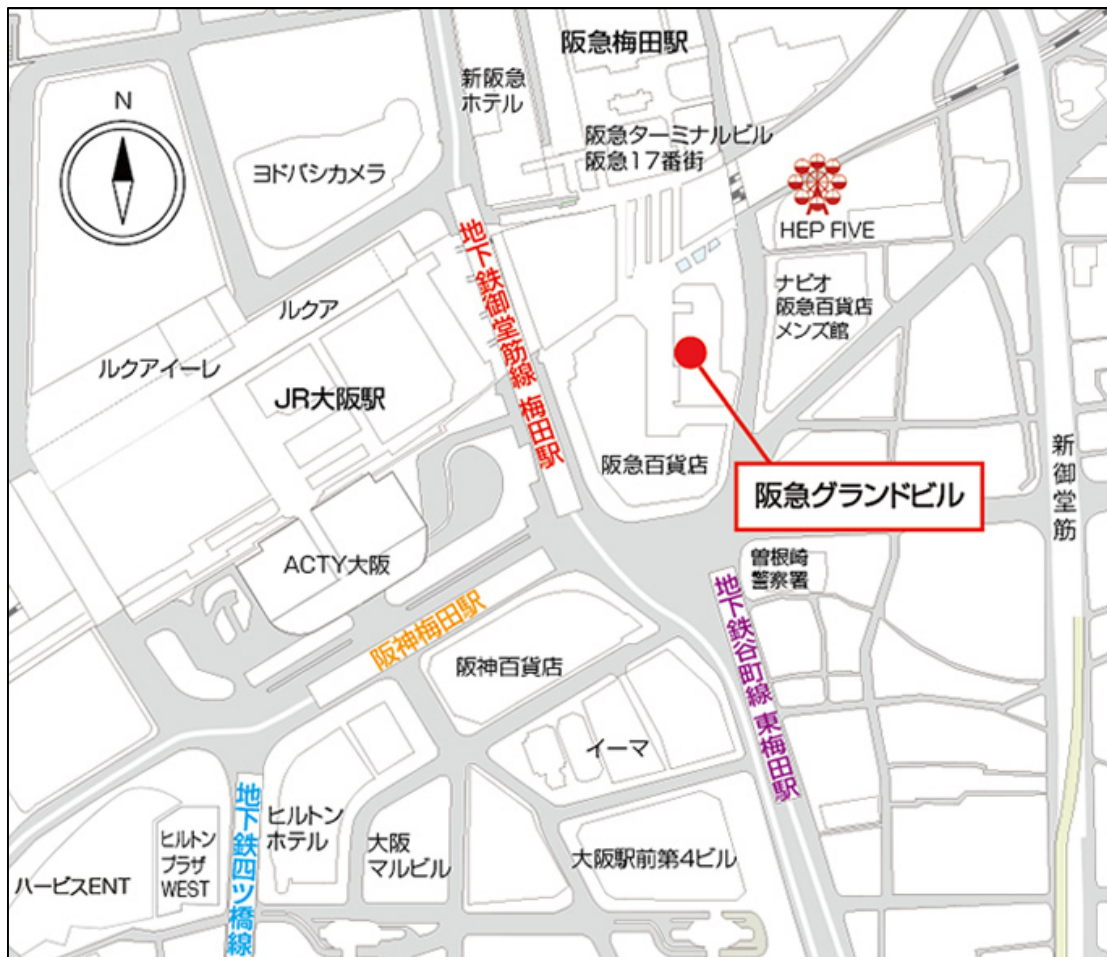 阪急梅田駅
新阪急
ホテル
N
阪急ターミナルビル
阪急17番街
ヨドバシカメラ
HEP FIVE
地下鉄御堂筋線 梅田駅
ナビオ
阪急百貨店
メンズ館
ルクア
ルクアイーレ
JR大阪駅
阪急百貨店
阪急グランドビル
新御堂筋
ACTY大阪
曽根崎
警察署
地下鉄谷町線 東梅田駅
阪神梅田駅
阪神百貨店
イーマ
地下鉄四ツ橋線
ヒルトン
ホテル
大阪
マルビル
大阪駅前第4ビル
ヒルトン
プラザ
WEST
ハービスENT